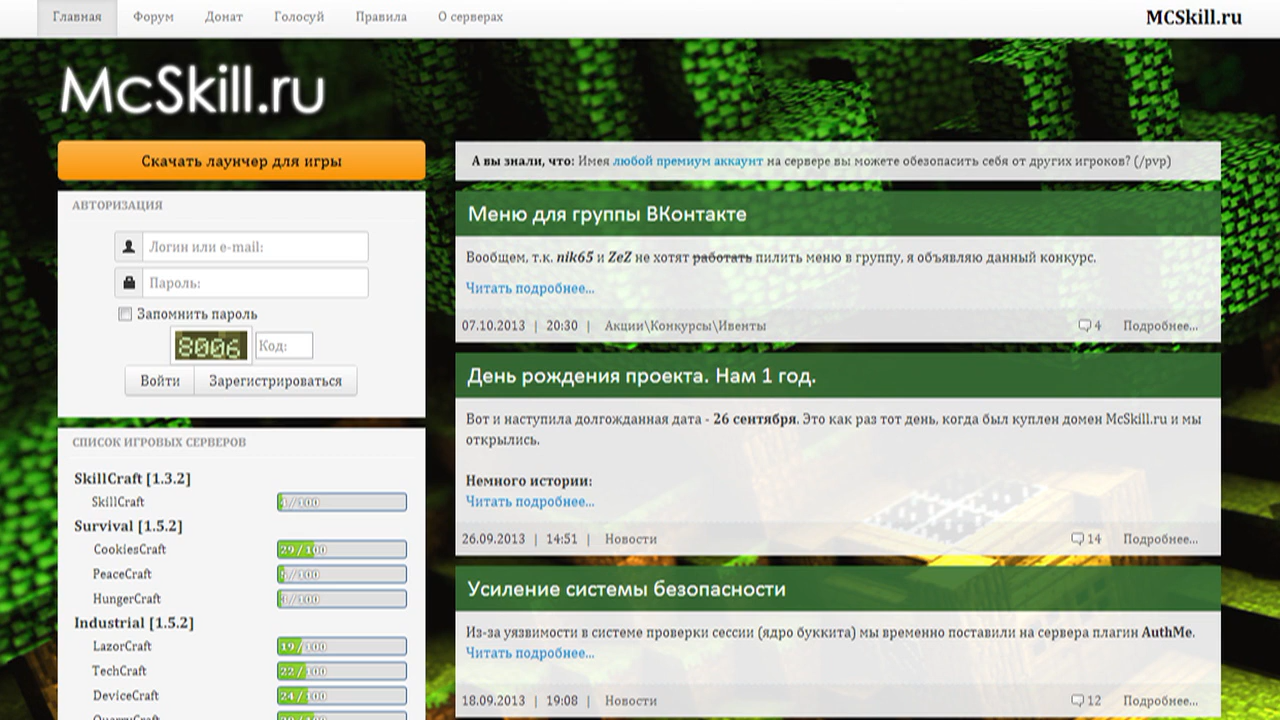 Главная Форум Донат Голосуй Правила О серверах MCSkill.ru
McSkill.ru
Скачать лаунчер для игры
АВТОРИЗАЦИЯ
Логин или e-mail:
Пароль:
Запомнить пароль
8006 Код:
Войти Зарегистрироваться
СПИСОК ИГРОВЫХ СЕРВЕРОВ
SkillCraft [1.3.2]
SkillCraft /100
Survival [1.5.2]
CookiesCraft 29/100
PeaceCraft /100
HungerCraft /100
Industrial [1.5.2]
LazorCraft 19/100
TechCraft 22/100
DeviceCraft 24/100
А вы знали, что: Имея любой премиум аккаунт на сервере вы можете обезопасить себя от других игроков? (/pvp)
Меню для группы ВКонтакте
Вообщем, т.к. nik65 и ZeZ не хотят работать пилить меню в группу, я объявляю данный конкурс.
Читать подробнее...
07.10.2013 | 20:30 | Акции\Конкурсы\Ивенты 4 Подробнее...
День рождения проекта. Нам 1 год.
Вот и наступила долгожданная дата - 26 сентября. Это как раз тот день, когда был куплен домен McSkill.ru и мы
открылись.
Немного истории:
Читать подробнее...
26.09.2013 | 14:51 | Новости 14 Подробнее...
Усиление системы безопасности
Из-за уязвимости в системе проверки сессии (ядро буккита) мы временно поставили на сервера плагин AuthMe.
Читать подробнее...
18.09.2013 | 19:08 | Новости 12 Подробнее...